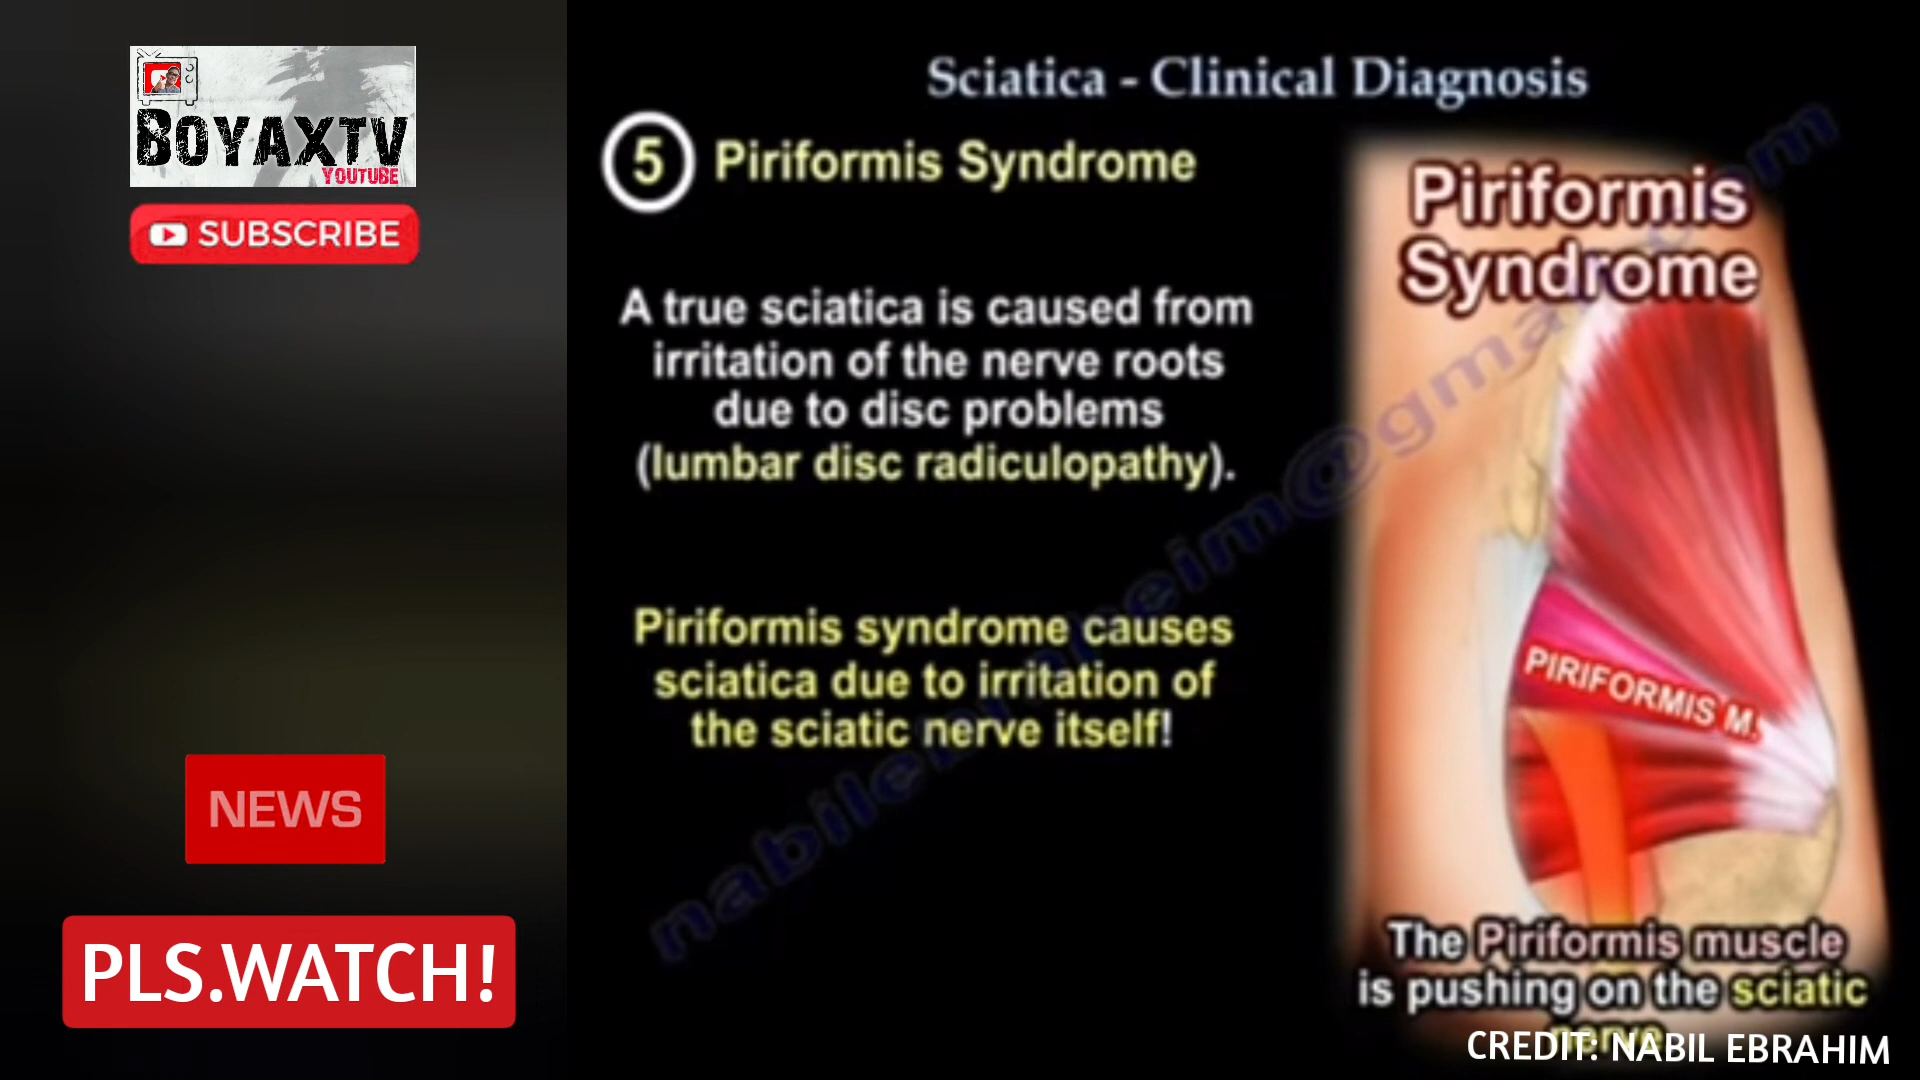 BOYAXTV
YOUTUBE
SUBSCRIBE
NEWS
PLS.WATCH!
Sciatica - Clinical Diagnosis
5 Piriformis Syndrome
A true sciatica is caused from
irritation of the nerve roots
due to disc problems
(lumbar disc radiculopathy).
Piriformis syndrome causes
sciatica due to irritation of
the sciatic nerve itself!
Piriformis
Syndrome
PIRIFORMIS M.
The Piriformis muscle
is pushing on the sciatic
nerve
CREDIT: NABIL EBRAHIM